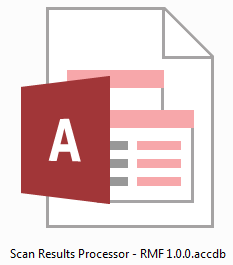 A
Scan Results Processor - RMF 1.0.0.accdb